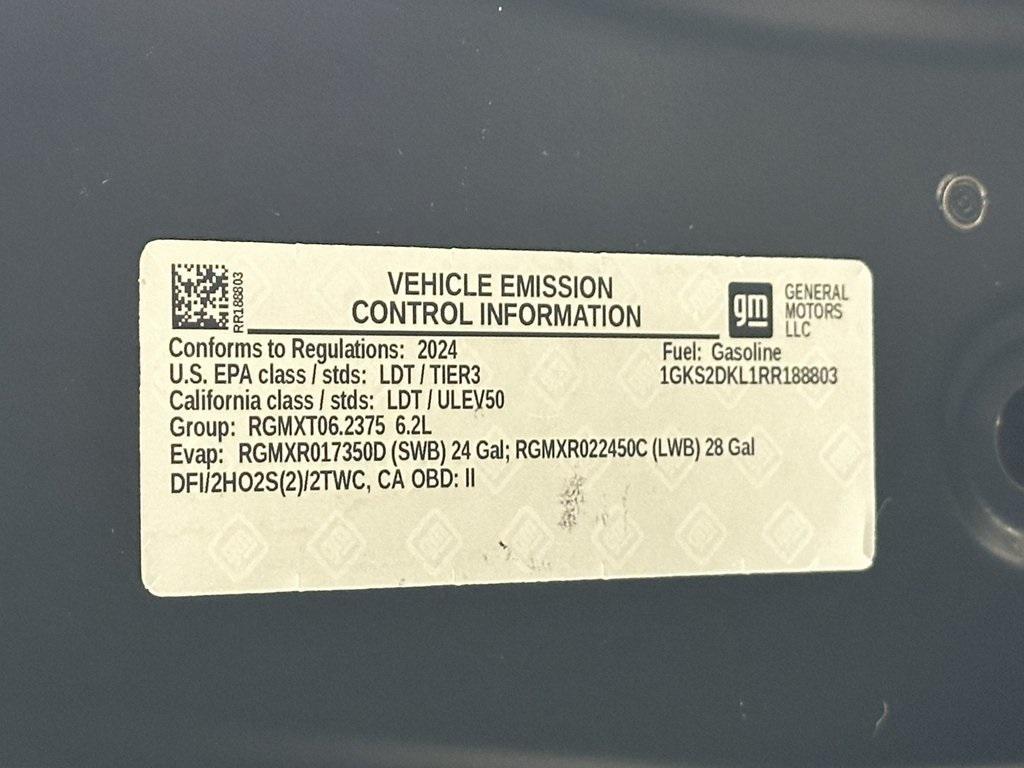 RR188803
VEHICLE EMISSION
CONTROL INFORMATION
gm
GENERAL
MOTORS
LLC
Conforms to Regulations: 2024
Fuel: Gasoline
U.S. EPA class / stds: LDT / TIER3
1GKS2DKL1RR188803
California class / stds: LDT / ULEV50
Group: RGMXT06.2375 6.2L
Evap: RGMXR017350D (SWB) 24 Gal; RGMXR022450C (LWB) 28 Gal
DFI/2HO2S(2)/2TWC, CA OBD: II